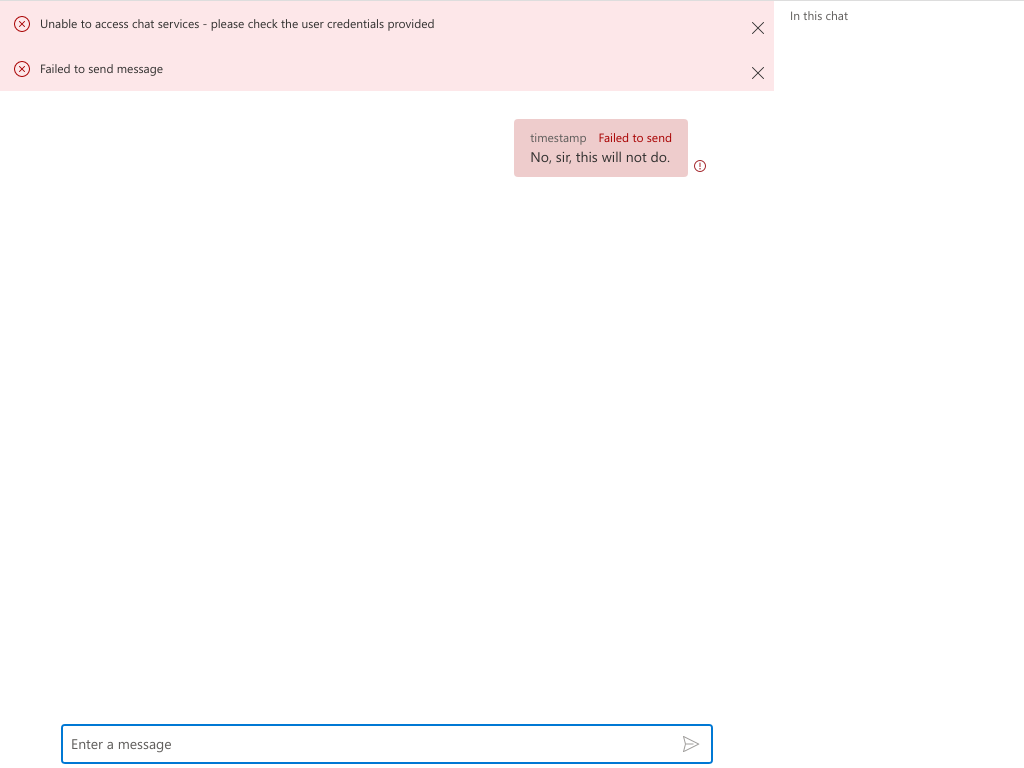 Unable to access chat services - please check the user credentials provided
In this chat
Failed to send message
timestamp Failed to send
No, sir, this will not do.
Enter a message